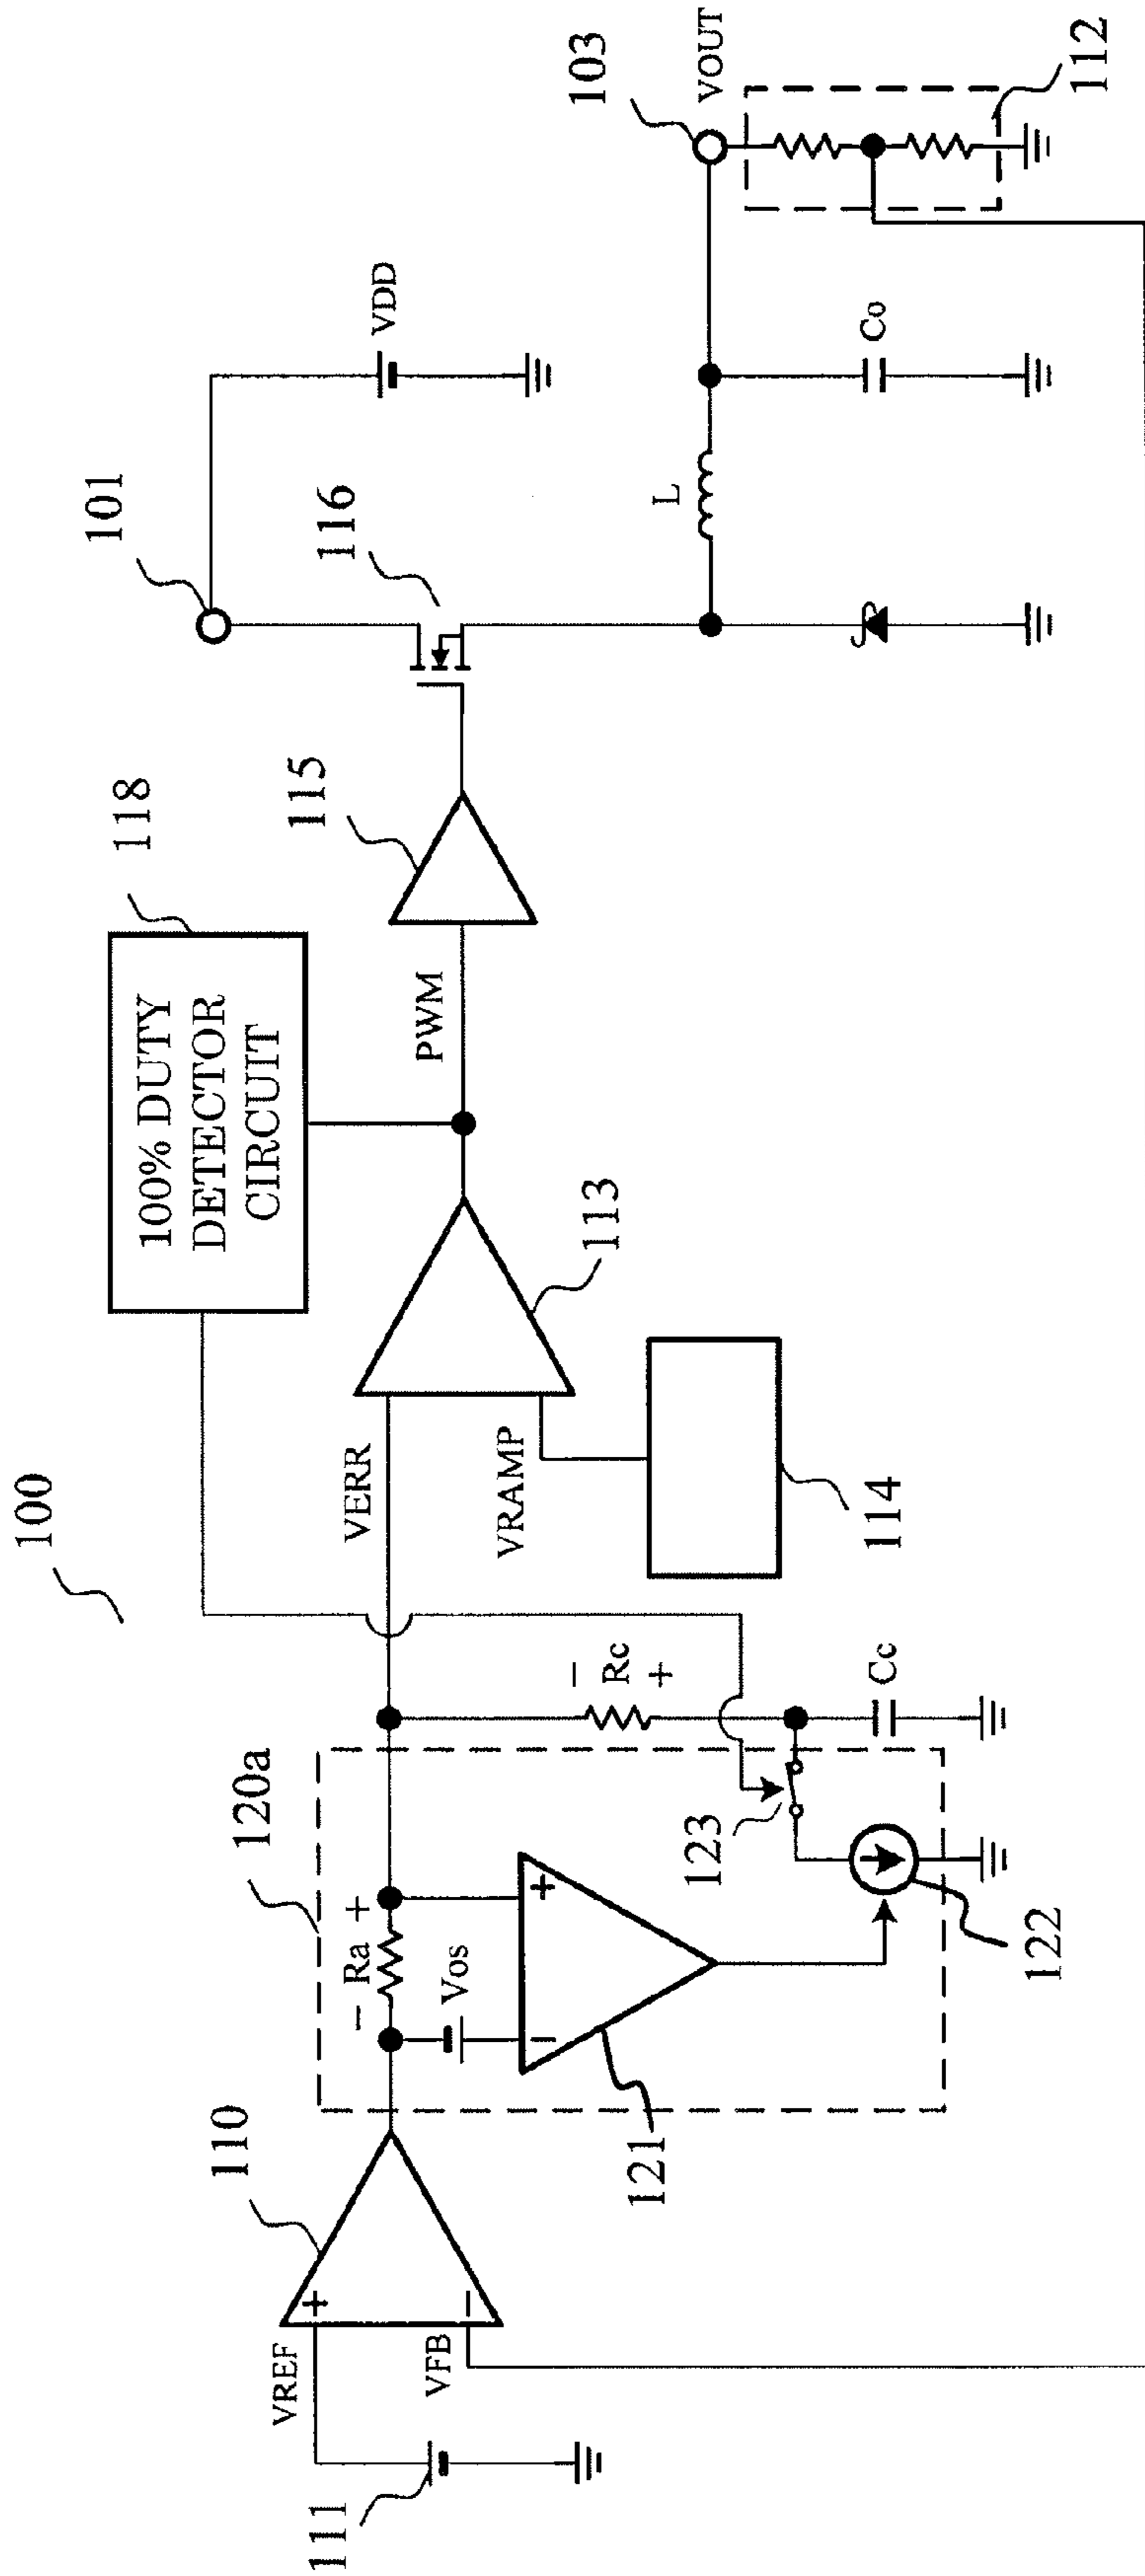 100
101
VDD
118
100% DUTY
DETECTOR
CIRCUIT
116
115
110
120a
VERR
PWM
VREF
+
VFB
−
111
− Ra +
Vos
−
+
121
VRAMP
113
114
− Rc +
123
122
Cc
L
Co
103
VOUT
112